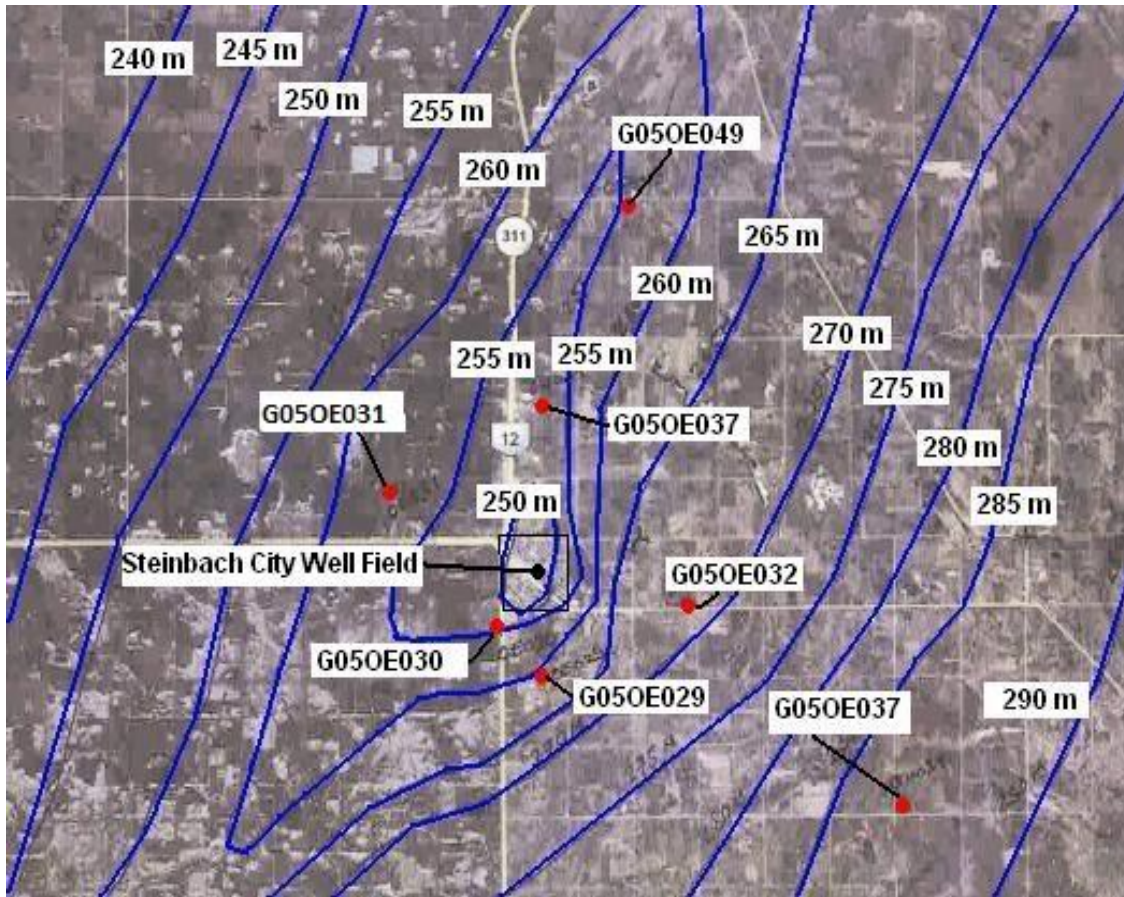 240 m
245 m
250 m
255 m
G05OE049
260 m
311
265 m
260 m
270 m
255 m
255 m
275 m
G05OE031
G05OE037
12
280 m
250 m
285 m
Steinbach City Well Field
G05OE032
G05OE030
G05OE029
G05OE037
290 m